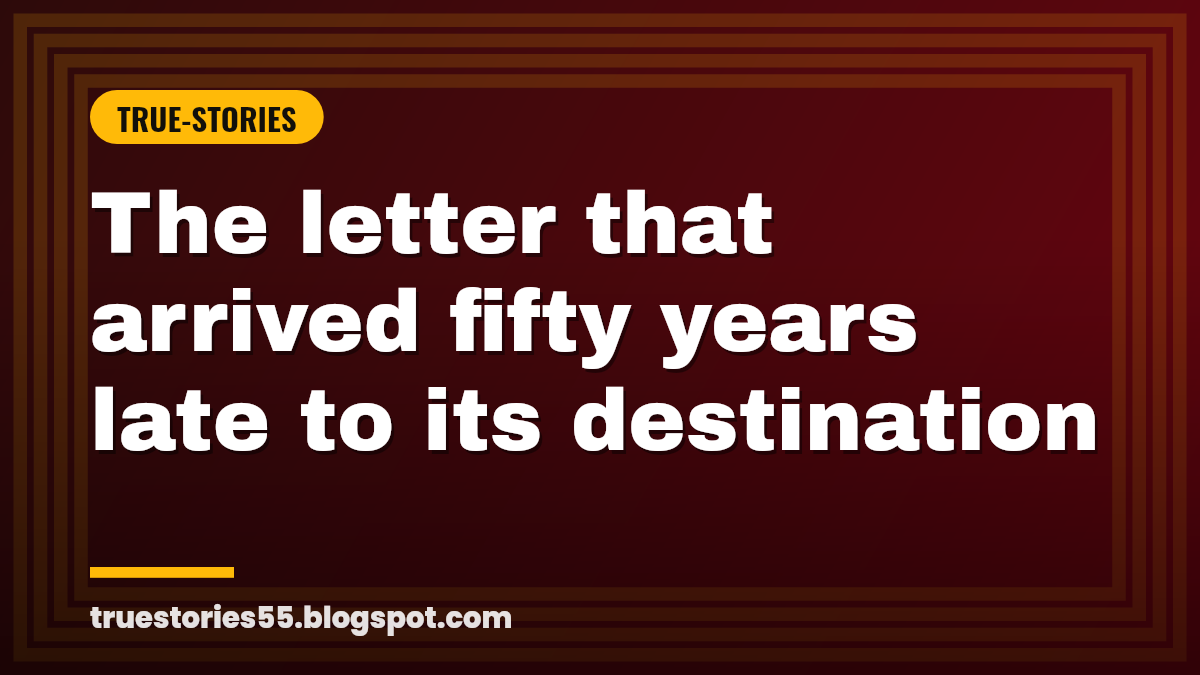 TRUE-STORIES
The letter that
arrived fifty years
late to its destination
truestories55.blogspot.com